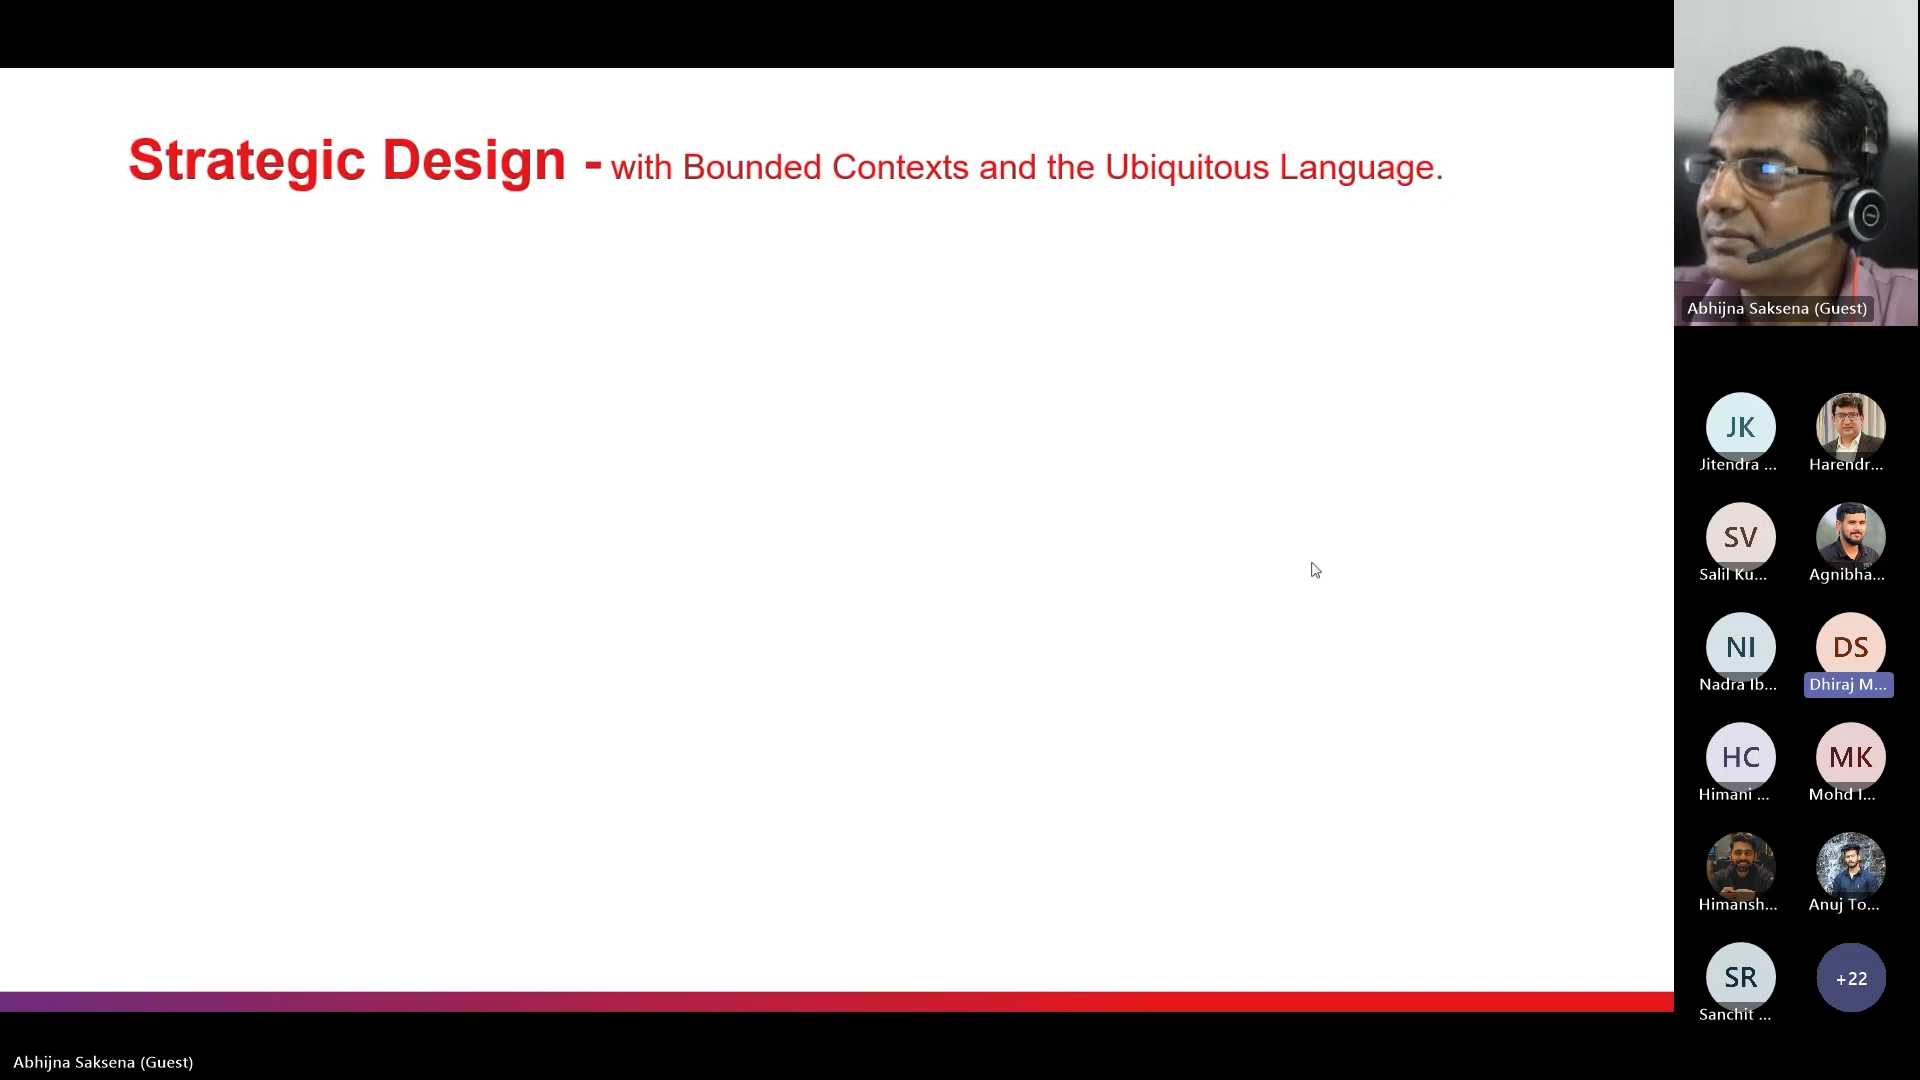 Strategic Design - with Bounded Contexts and the Ubiquitous Language.
Abhijna Saksena (Guest)
JK
Jitendra ...
Harendr...
SV
Salil Ku...
Agnibha...
NI
Nadra Ib...
DS
Dhiraj M...
HC
Himani ...
MK
Mohd I...
Himansh...
Anuj To...
SR
Sanchit ...
+22
Abhijna Saksena (Guest)